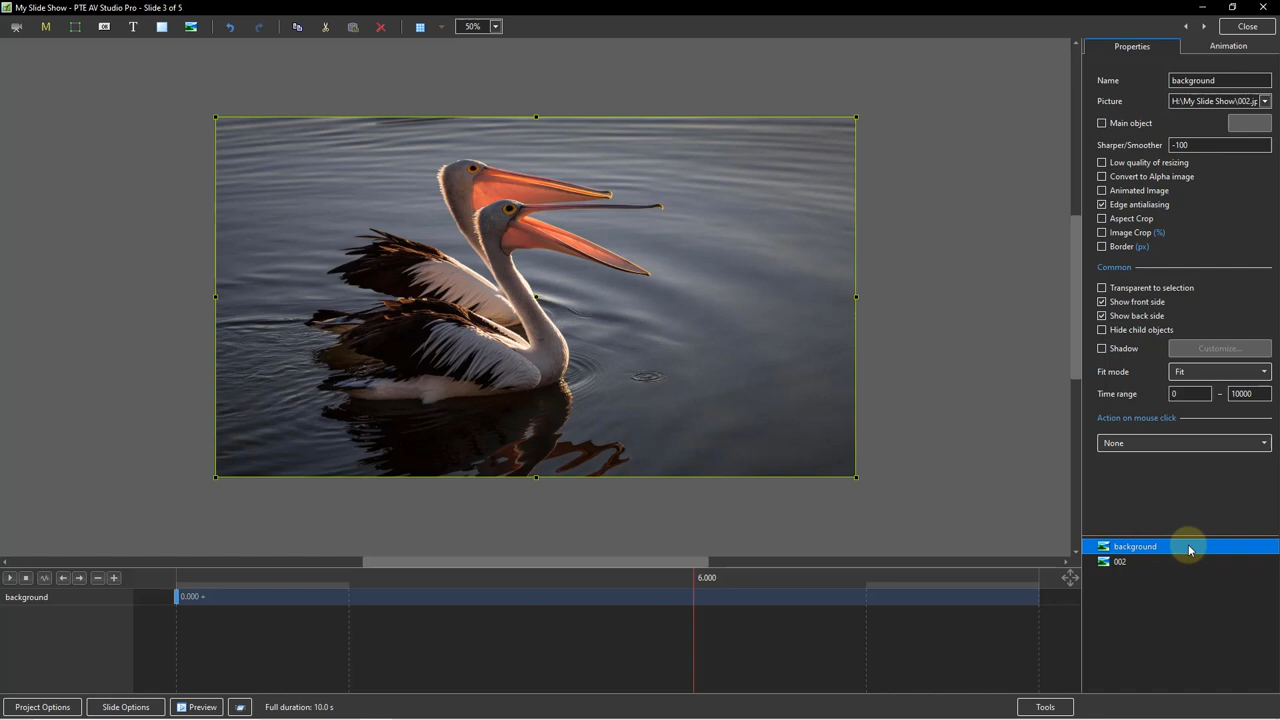 My Slide Show - PTE AV Studio Pro - Slide 3 of 5
M OK T 50% Close
Properties Animation
Name background
Picture H:\My Slide Show\002.jp
Main object
Sharper/Smoother -100
Low quality of resizing
Convert to Alpha image
Animated Image
Edge antialiasing
Aspect Crop
Image Crop (%)
Border (px)
Common
Transparent to selection
Show front side
Show back side
Hide child objects
Shadow Customize...
Fit mode Fit
Time range 0 – 10000
Action on mouse click
None
background
002
6.000
background 0.000 +
Project Options Slide Options Preview Full duration: 10.0 s Tools